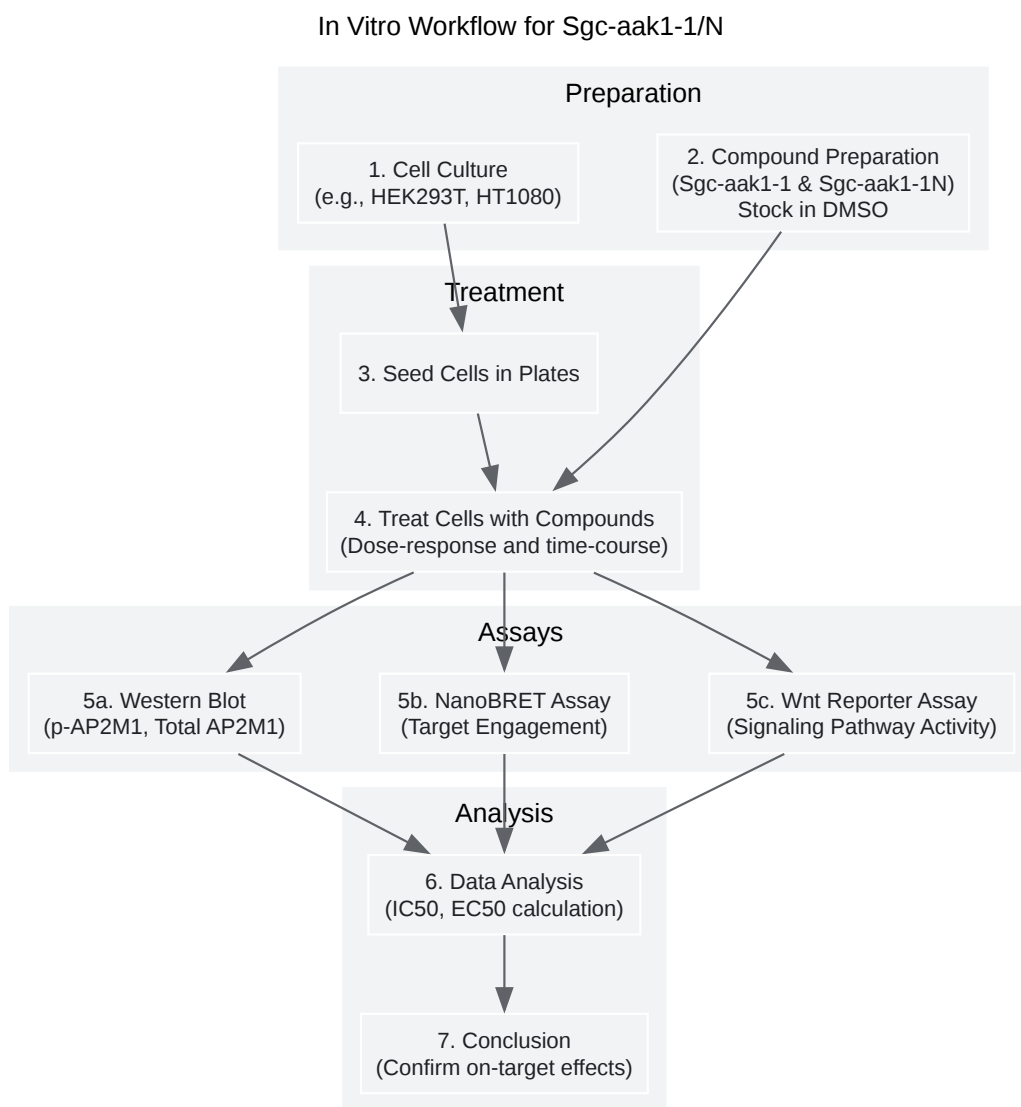 In Vitro Workflow for Sgc-aak1-1/N
Preparation
1. Cell Culture
(e.g., HEK293T, HT1080)
2. Compound Preparation
(Sgc-aak1-1 & Sgc-aak1-1N)
Stock in DMSO
Treatment
3. Seed Cells in Plates
4. Treat Cells with Compounds
(Dose-response and time-course)
Assays
5a. Western Blot
(p-AP2M1, Total AP2M1)
5b. NanoBRET Assay
(Target Engagement)
5c. Wnt Reporter Assay
(Signaling Pathway Activity)
Analysis
6. Data Analysis
(IC50, EC50 calculation)
7. Conclusion
(Confirm on-target effects)